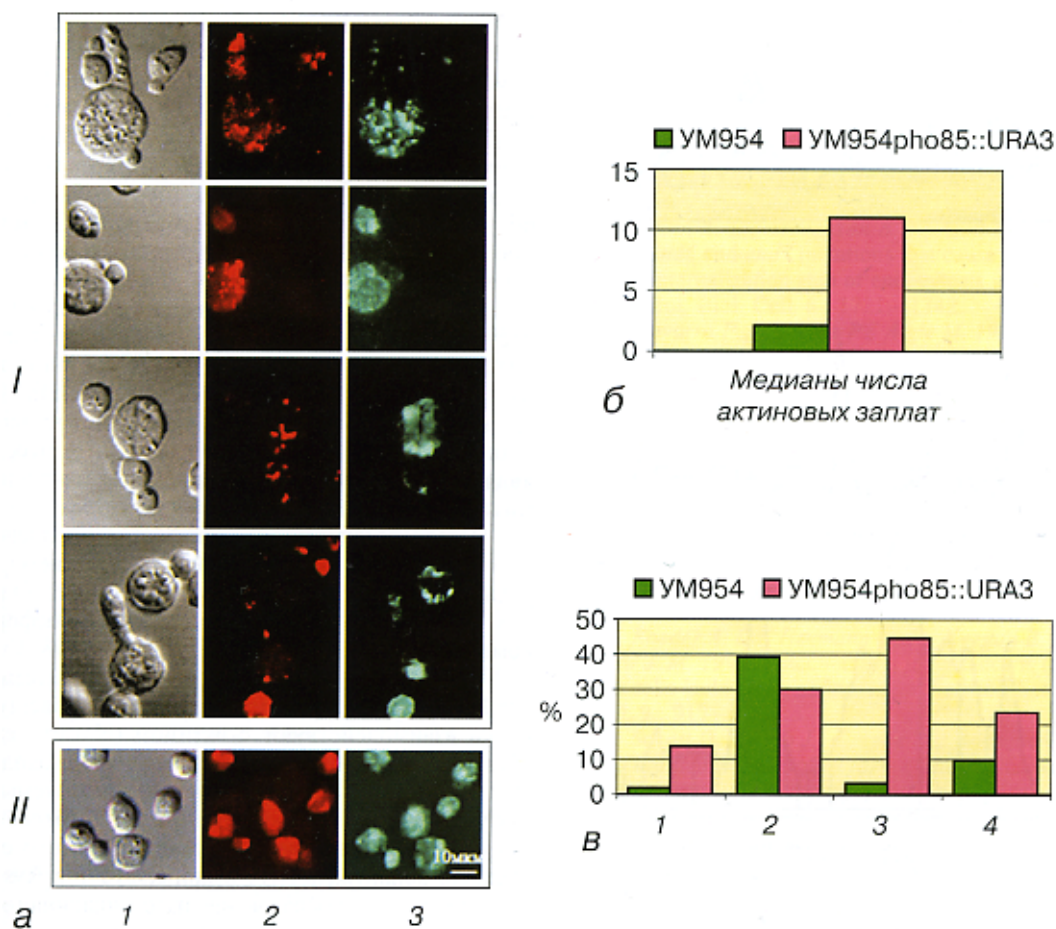 I
II
10мкм
а
1
2
3
УМ954
УМ954pho85::URA3
15
10
5
0
б
Медианы числа
актиновых заплат
УМ954
УМ954pho85::URA3
50
40
30
%
20
10
0
1
2
3
4
в